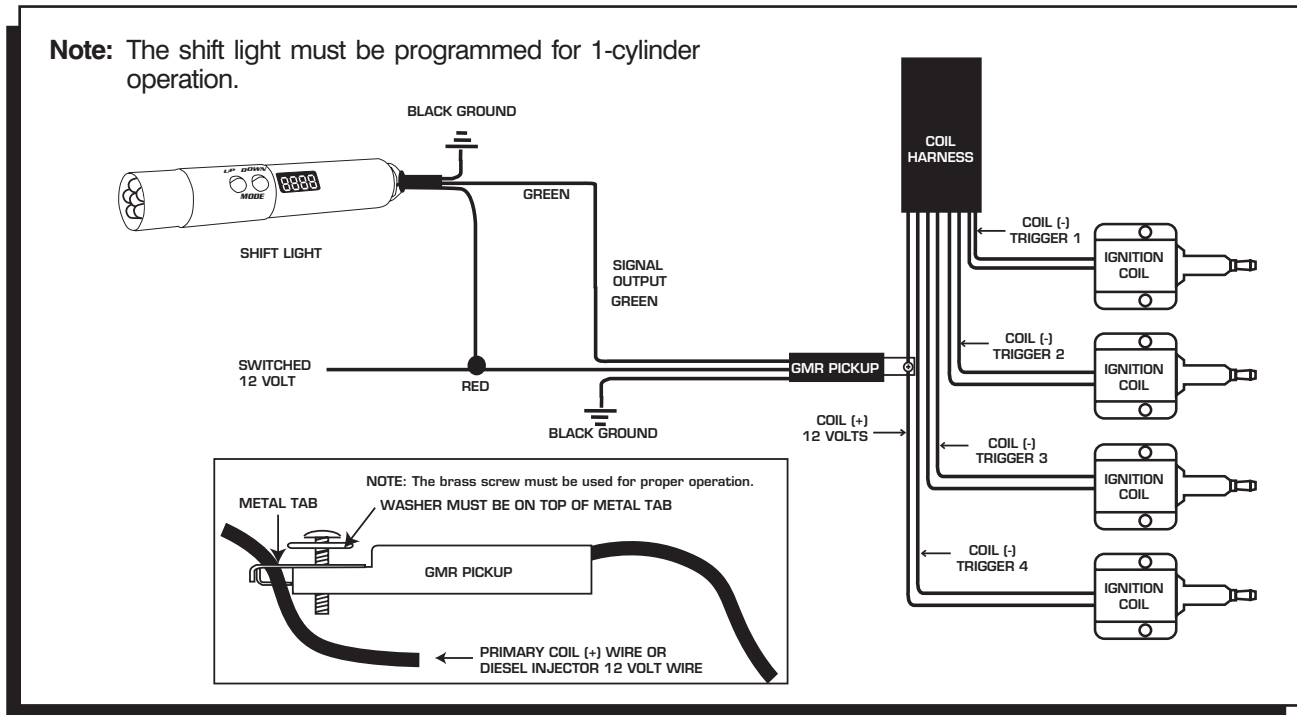 Note: The shift light must be programmed for 1-cylinder
operation.
BLACK GROUND
UP DOWN
MODE
8888
GREEN
SHIFT LIGHT
SIGNAL
OUTPUT
GREEN
SWITCHED
12 VOLT
RED
BLACK GROUND
GMR PICKUP
COIL
HARNESS
COIL (-)
TRIGGER 1
IGNITION
COIL
COIL (-)
TRIGGER 2
IGNITION
COIL
COIL (+)
12 VOLTS
COIL (-)
TRIGGER 3
IGNITION
COIL
COIL (-)
TRIGGER 4
IGNITION
COIL
NOTE: The brass screw must be used for proper operation.
METAL TAB
WASHER MUST BE ON TOP OF METAL TAB
GMR PICKUP
PRIMARY COIL (+) WIRE OR
DIESEL INJECTOR 12 VOLT WIRE